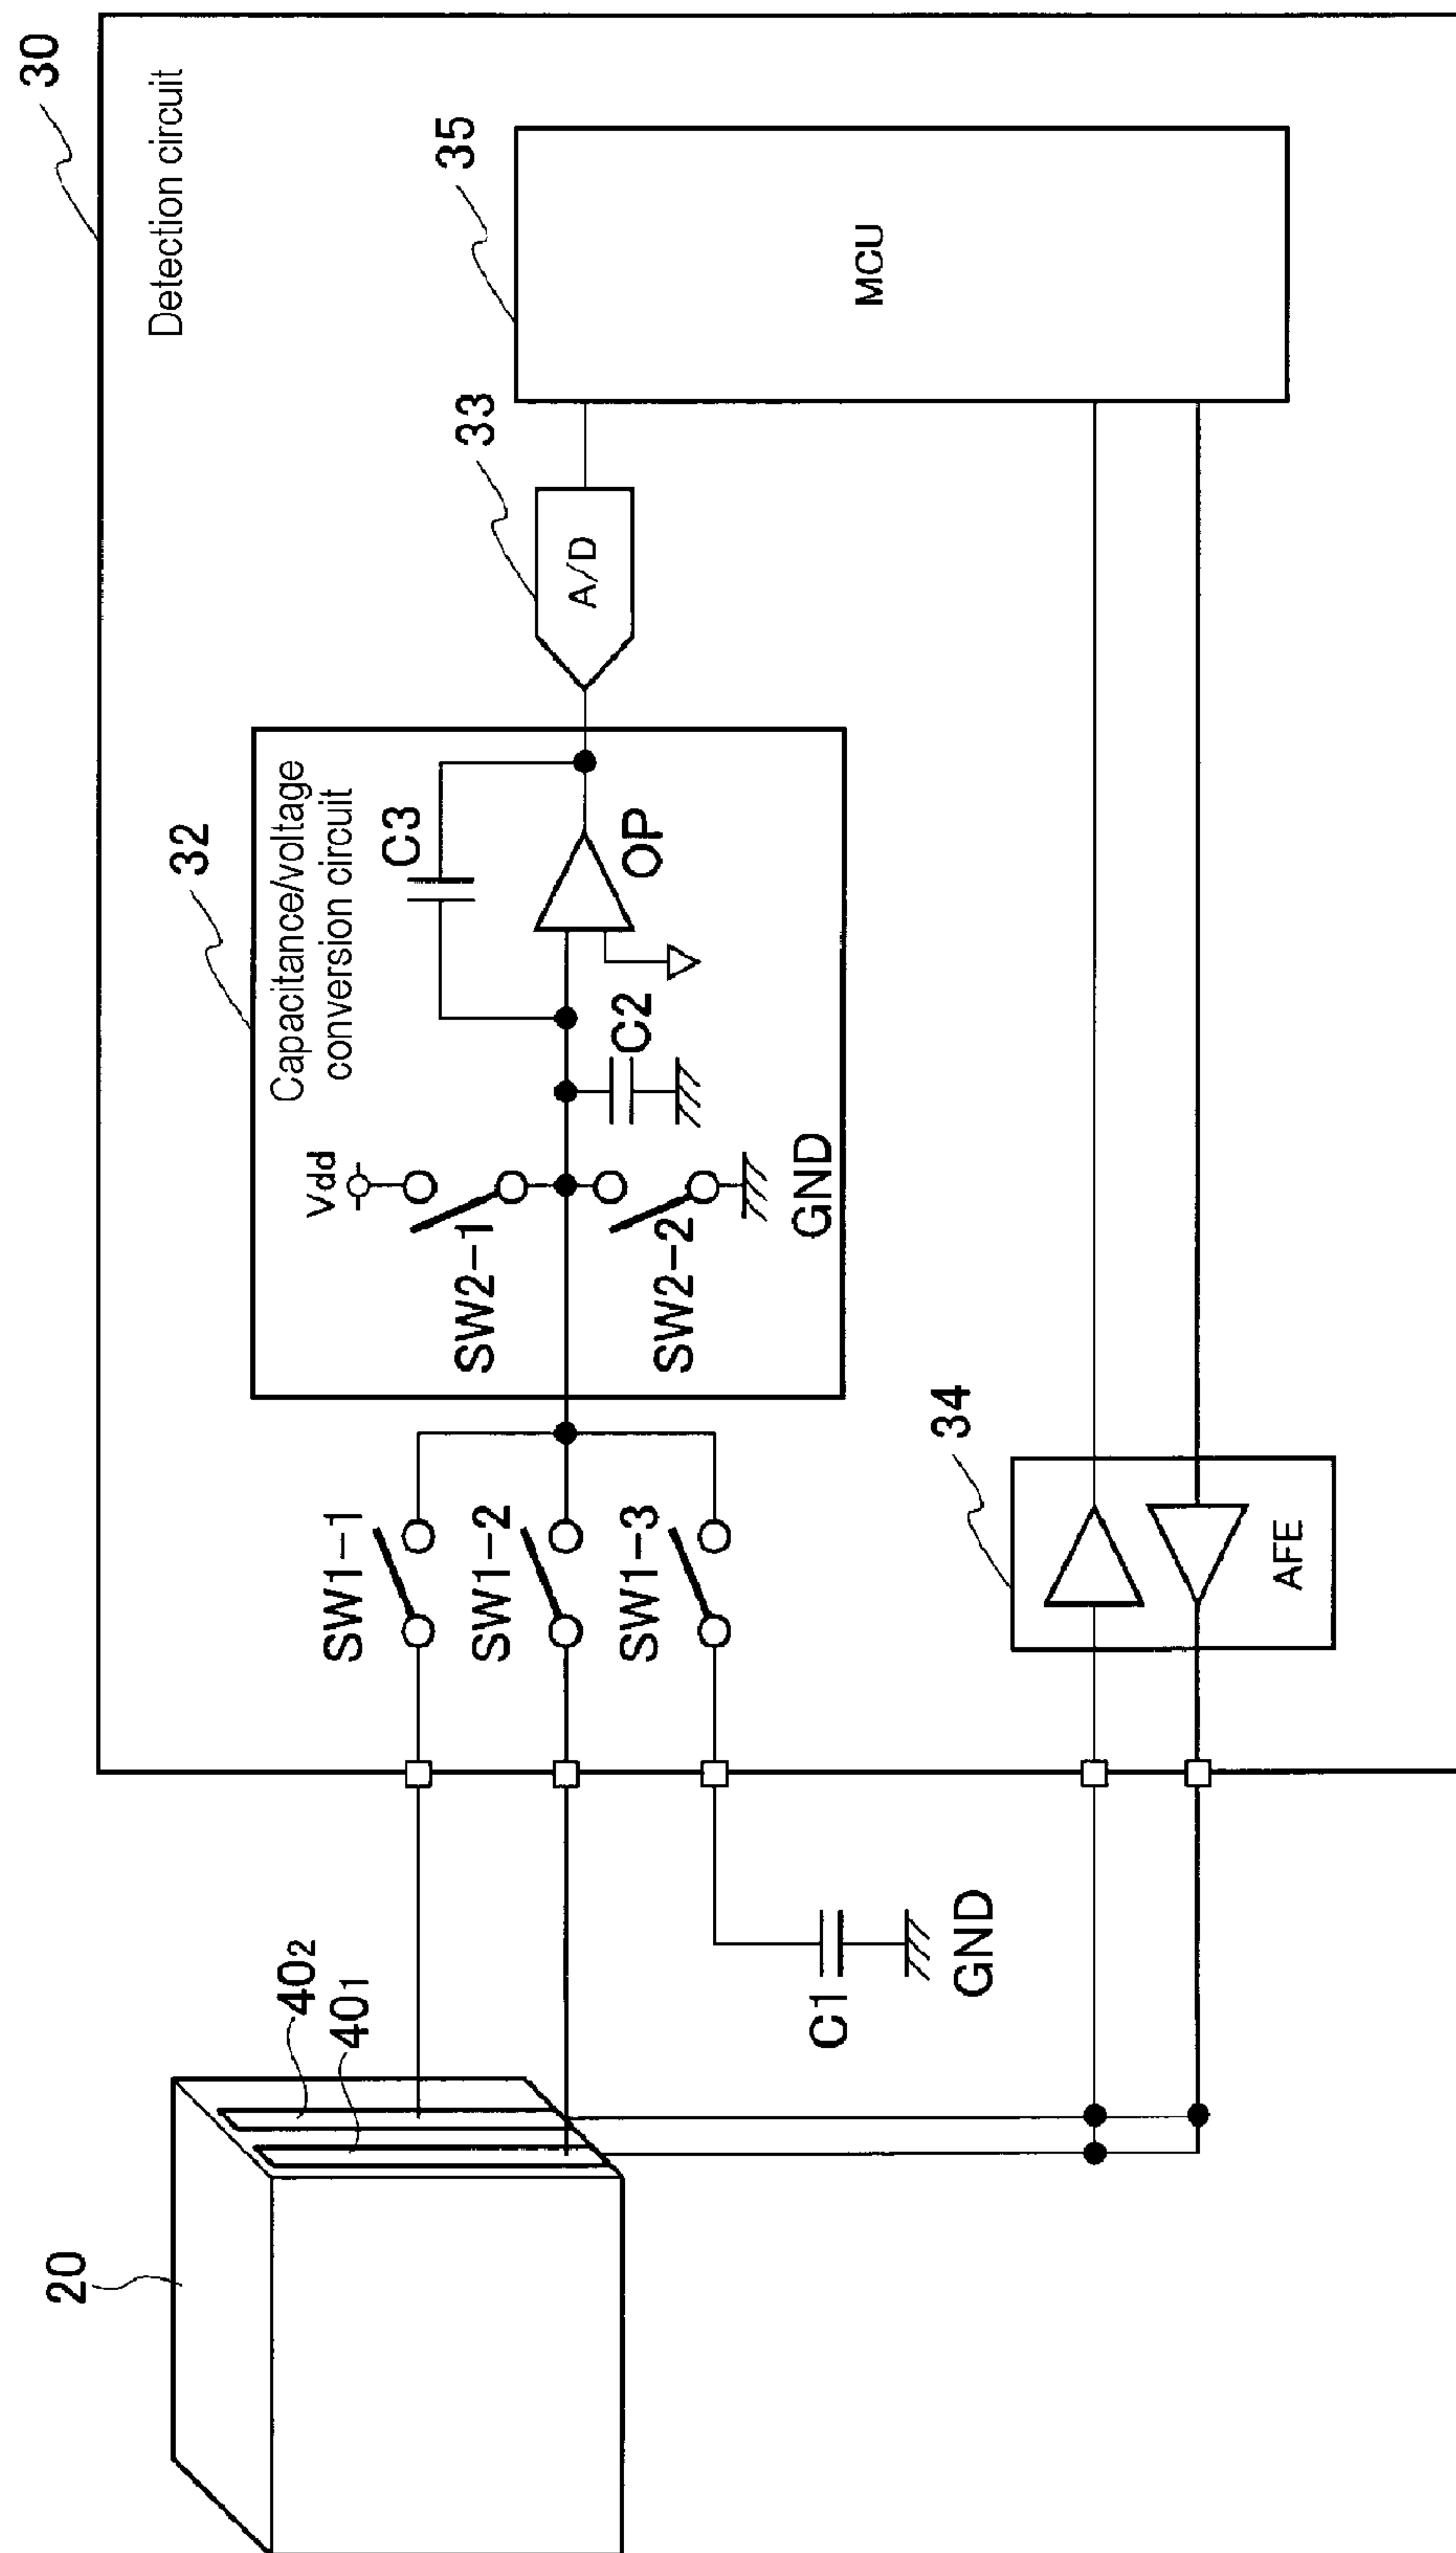 30
Detection circuit
35
MCU
33
A/D
32
Capacitance/voltage
conversion circuit
C3
OP
C2
Vdd
SW2-1
SW2-2
GND
34
AFE
SW1-1
SW1-2
SW1-3
C1
GND
402
401
20